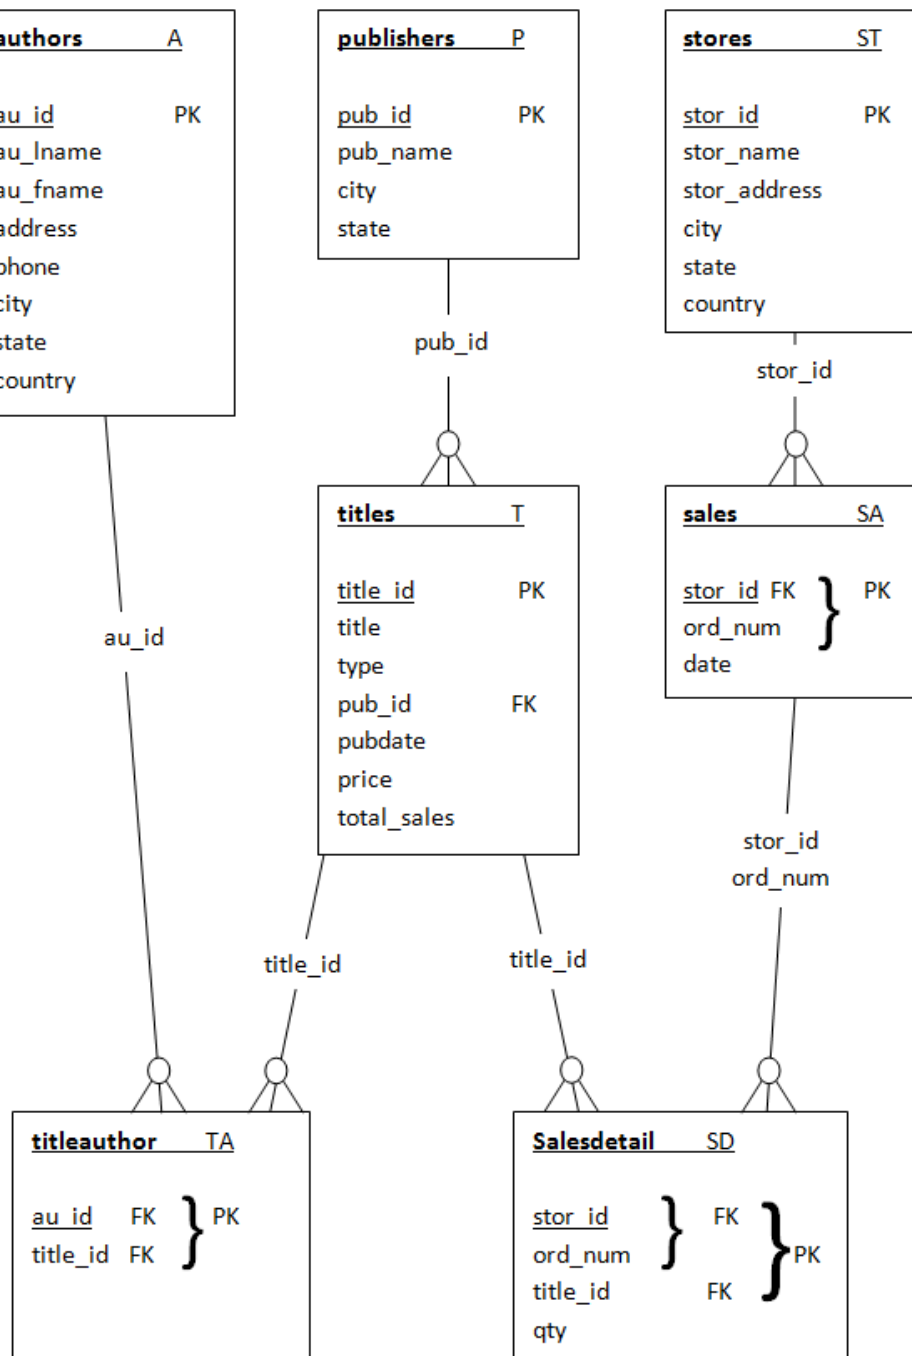 authors A
au_id PK
au_lname
au_fname
address
phone
city
state
country
publishers P
pub_id PK
pub_name
city
state
stores ST
stor_id PK
stor_name
stor_address
city
state
country
pub_id
stor_id
titles T
title_id PK
title
type
pub_id FK
pubdate
price
total_sales
sales SA
stor_id FK } PK
ord_num
date
au_id
stor_id
ord_num
title_id
title_id
titleauthor TA
au_id FK } PK
title_id FK
Salesdetail SD
stor_id } FK
ord_num } PK
title_id FK
qty